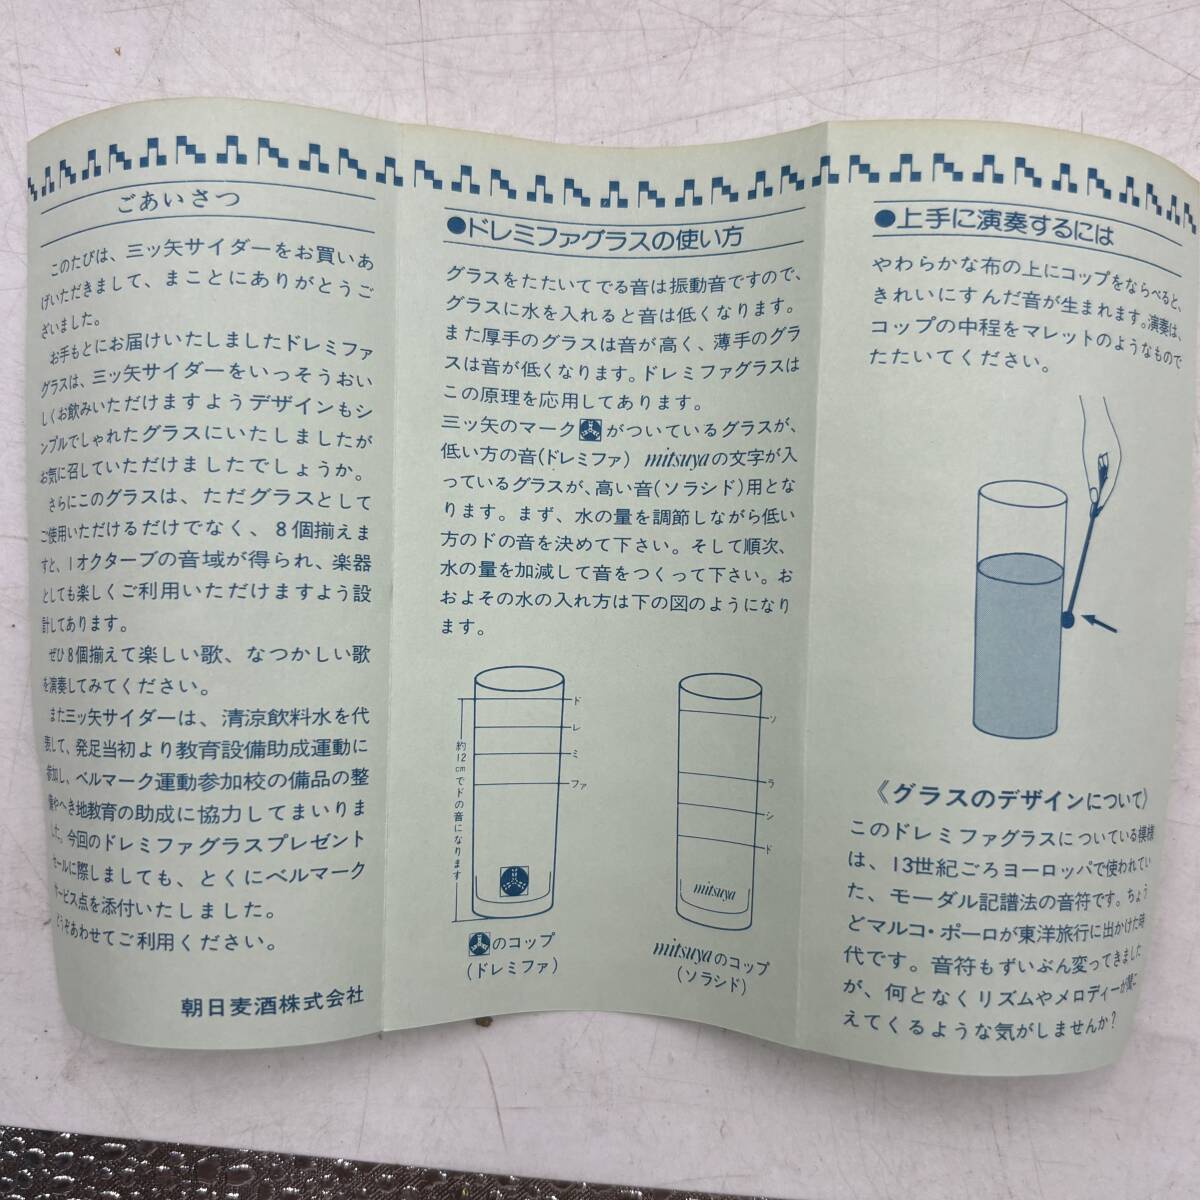 ごあいさつ
このたびは、三ッ矢サイダーをお買いあ
げいただきまして、まことにありがとうご
ざいました。
お手もとにお届けいたしましたドレミファ
グラスは、三ッ矢サイダーをいっそうおい
しくお飲みいただけますようデザインもシ
ンプルでしゃれたグラスにいたしましたが
お気に召していただけましたでしょうか。
さらにこのグラスは、ただグラスとして
ご使用いただけるだけでなく、8個揃えま
すと、1オクターブの音域が得られ、楽器
としても楽しくご利用いただけますよう設
計してあります。
ぜひ8個揃えて楽しい歌、なつかしい歌
を演奏してみてください。
また三ッ矢サイダーは、清涼飲料水を代
表して、発足当初より教育設備助成運動に
参加し、ベルマーク運動参加校の備品の整
備やへき地教育の助成に協力してまいりま
した。今回のドレミファグラスプレゼント
セールに際しましても、とくにベルマーク
サービス点を添付いたしました。
どうぞあわせてご利用ください。
朝日麦酒株式会社
●ドレミファグラスの使い方
グラスをたたいてでる音は振動音ですので、
グラスに水を入れると音は低くなります。
また厚手のグラスは音が高く、薄手のグラ
スは音が低くなります。ドレミファグラスは
この原理を応用してあります。
三ッ矢のマークがついているグラスが、
低い方の音(ドレミファ) mitsuyaの文字が入
っているグラスが、高い音(ソラシド)用とな
ります。まず、水の量を調節しながら低い
方のドの音を決めて下さい。そして順次、
水の量を加減して音をつくって下さい。お
およその水の入れ方は下の図のようになり
ます。
ド
レ
ミ
ファ
約12cmでドの音になります
のコップ
(ドレミファ)
ソ
ラ
シ
ド
mitsuya
mitsuyaのコップ
(ソラシド)
●上手に演奏するには
やわらかな布の上にコップをならべると、
きれいにすんだ音が生まれます。演奏は、
コップの中程をマレットのようなもので
たたいてください。
《グラスのデザインについて》
このドレミファグラスについている模様
は、13世紀ごろヨーロッパで使われてい
た、モーダル記譜法の音符です。ちょう
どマルコ・ポーロが東洋旅行に出かけた時
代です。音符もずいぶん変ってきました
が、何となくリズムやメロディーが聞こ
えてくるような気がしませんか?